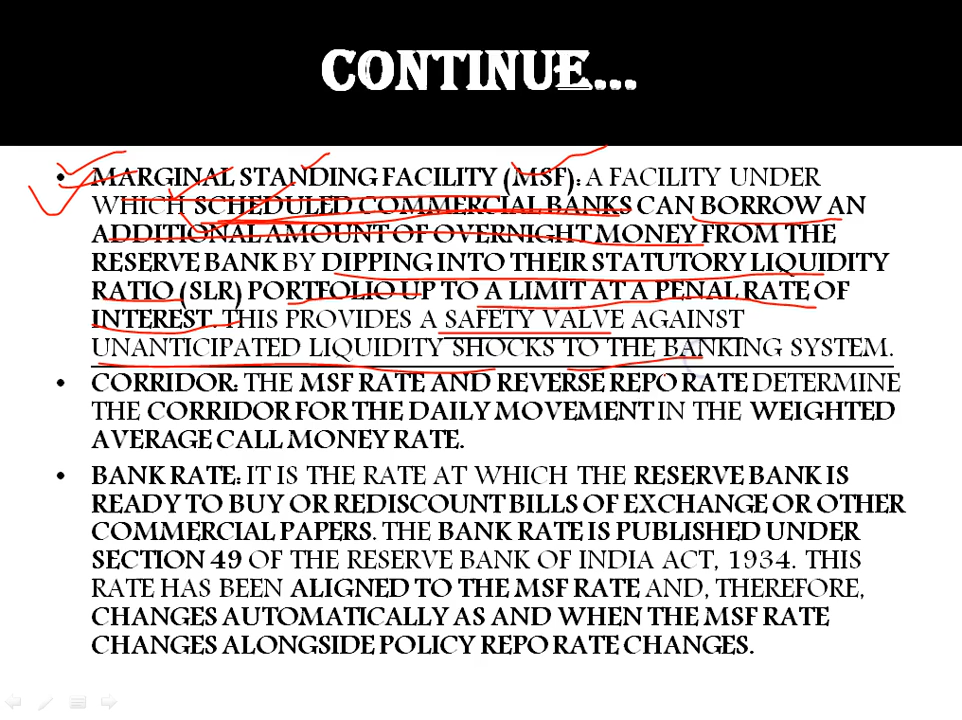 CONTINUE...
• MARGINAL STANDING FACILITY (MSF): A FACILITY UNDER
WHICH SCHEDULED COMMERCIAL BANKS CAN BORROW AN
ADDITIONAL AMOUNT OF OVERNIGHT MONEY FROM THE
RESERVE BANK BY DIPPING INTO THEIR STATUTORY LIQUIDITY
RATIO (SLR) PORTFOLIO UP TO A LIMIT AT A PENAL RATE OF
INTEREST. THIS PROVIDES A SAFETY VALVE AGAINST
UNANTICIPATED LIQUIDITY SHOCKS TO THE BANKING SYSTEM.
• CORRIDOR: THE MSF RATE AND REVERSE REPO RATE DETERMINE
THE CORRIDOR FOR THE DAILY MOVEMENT IN THE WEIGHTED
AVERAGE CALL MONEY RATE.
• BANK RATE: IT IS THE RATE AT WHICH THE RESERVE BANK IS
READY TO BUY OR REDISCOUNT BILLS OF EXCHANGE OR OTHER
COMMERCIAL PAPERS. THE BANK RATE IS PUBLISHED UNDER
SECTION 49 OF THE RESERVE BANK OF INDIA ACT, 1934. THIS
RATE HAS BEEN ALIGNED TO THE MSF RATE AND, THEREFORE,
CHANGES AUTOMATICALLY AS AND WHEN THE MSF RATE
CHANGES ALONGSIDE POLICY REPO RATE CHANGES.